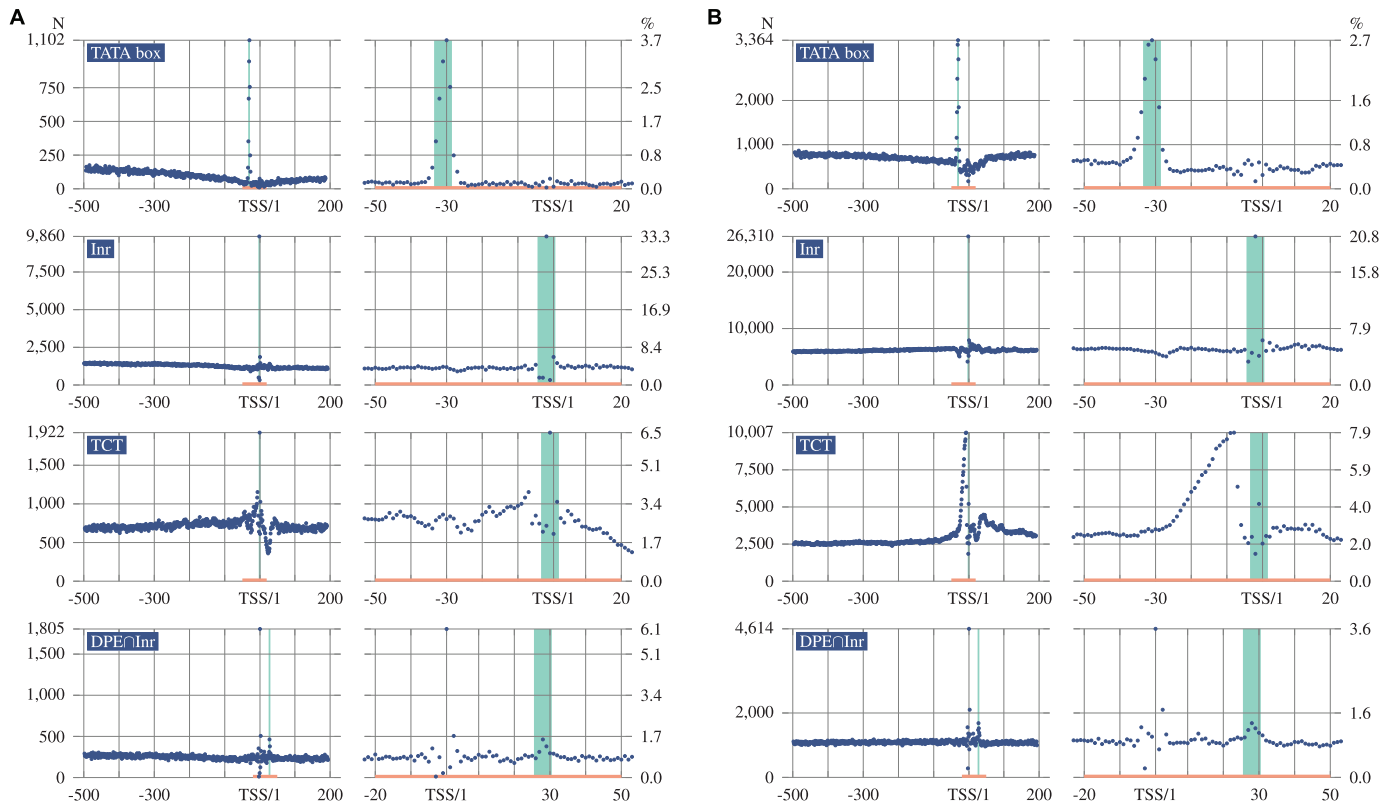 A
B
N
%
N
%
1,102
TATA box
3.7
3,364
TATA box
2.7
750
2.5
2,000
1.6
500
1.7
1,000
0.8
250
0.8
0
0.0
0
0.0
-500 -300 TSS/1 200
-50 -30 TSS/1 20
-500 -300 TSS/1 200
-50 -30 TSS/1 20
9,860
Inr
33.3
26,310
Inr
20.8
7,500
25.3
20,000
15.8
5,000
16.9
10,000
7.9
2,500
8.4
0
0.0
0
0.0
-500 -300 TSS/1 200
-50 -30 TSS/1 20
-500 -300 TSS/1 200
-50 -30 TSS/1 20
1,922
TCT
6.5
10,007
TCT
7.9
1,500
5.1
7,500
5.9
1,000
3.4
5,000
4.0
500
1.7
2,500
2.0
0
0.0
0
0.0
-500 -300 TSS/1 200
-50 -30 TSS/1 20
-500 -300 TSS/1 200
-50 -30 TSS/1 20
1,805
DPE∩Inr
6.1
4,614
DPE∩Inr
3.6
1,500
5.1
1,000
3.4
2,000
1.6
500
1.7
0
0.0
0
0.0
-500 -300 TSS/1 200
-20 TSS/1 30 50
-500 -300 TSS/1 200
-20 TSS/1 30 50